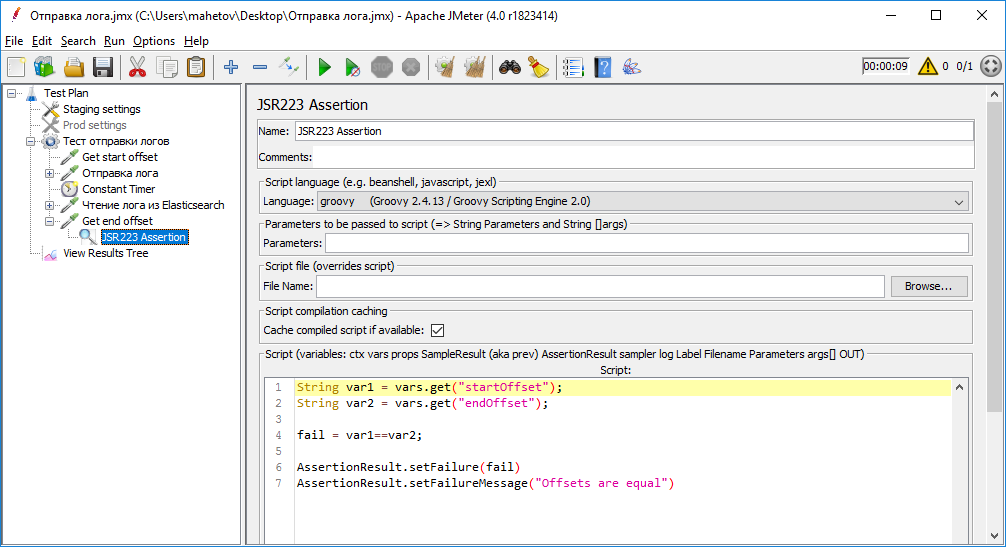 Отправка лога.jmx (C:\Users\mahetov\Desktop\Отправка лога.jmx) - Apache JMeter (4.0 r1823414)
File Edit Search Run Options Help
00:00:09 0 0/1
Test Plan
Staging settings
Prod settings
Тест отправки логов
Get start offset
Отправка лога
Constant Timer
Чтение лога из Elasticsearch
Get end offset
JSR223 Assertion
View Results Tree
JSR223 Assertion
Name: JSR223 Assertion
Comments:
Script language (e.g. beanshell, javascript, jexl)
Language: groovy (Groovy 2.4.13 / Groovy Scripting Engine 2.0)
Parameters to be passed to script (=> String Parameters and String []args)
Parameters:
Script file (overrides script)
File Name: Browse...
Script compilation caching
Cache compiled script if available:
Script (variables: ctx vars props SampleResult (aka prev) AssertionResult sampler log Label Filename Parameters args[] OUT)
Script:
1 String var1 = vars.get("startOffset");
2 String var2 = vars.get("endOffset");
3
4 fail = var1==var2;
5
6 AssertionResult.setFailure(fail)
7 AssertionResult.setFailureMessage("Offsets are equal")